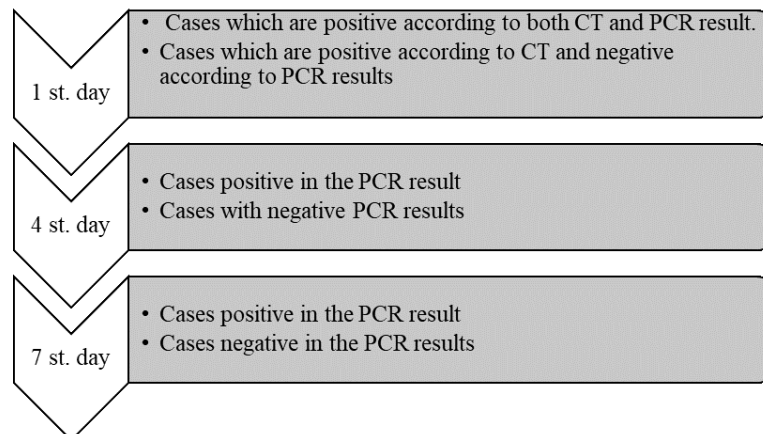 • Cases which are positive according to both CT and PCR result.
• Cases which are positive according to CT and negative
according to PCR results
1 st. day
• Cases positive in the PCR result
• Cases with negative PCR results
4 st. day
• Cases positive in the PCR result
• Cases negative in the PCR results
7 st. day